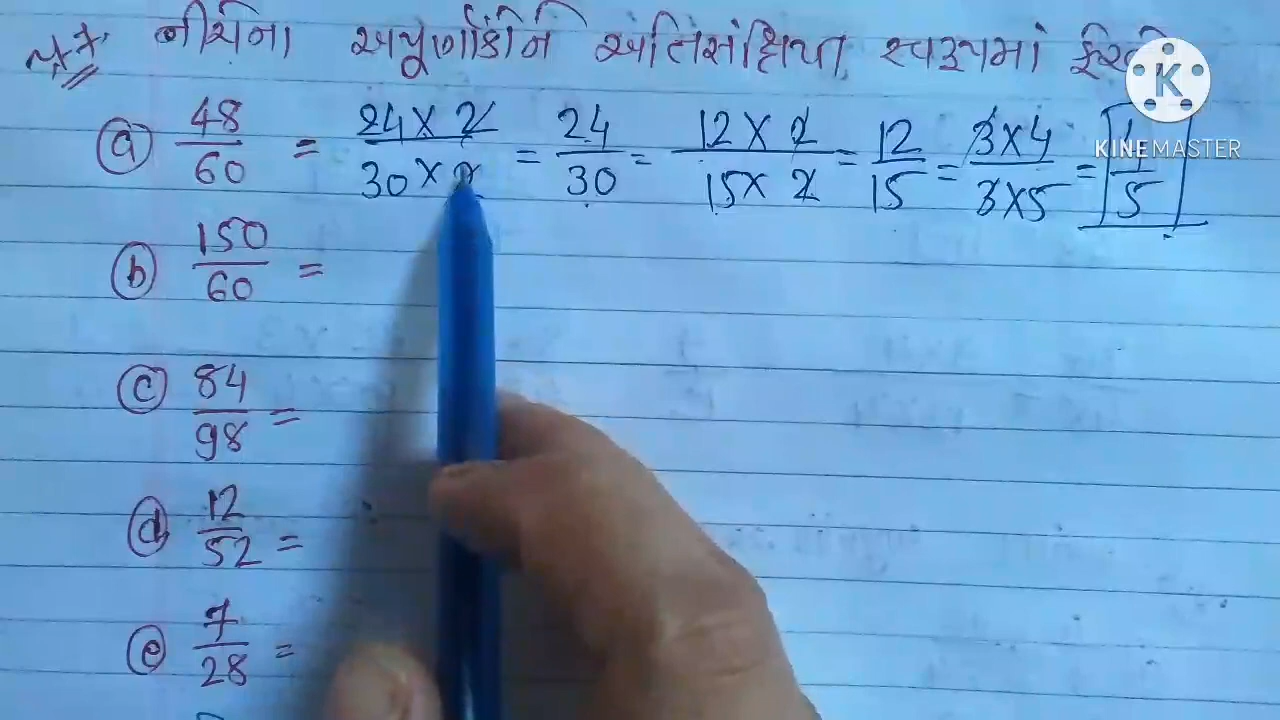 પ્ર.7. નીચેના અપૂર્ણાંકોને અતિસંક્ષિપ્ત સ્વરૂપમાં ફેરવો
ⓐ 48/60 = 24 × 2/30 × 2 = 24/30 = 12 × 2/15 × 2 = 12/15 = 3 × 4/3 × 5 = 4/5
ⓑ 150/60 =
ⓒ 84/98 =
ⓓ 12/52 =
ⓔ 7/28 =
K
KINEMASTER